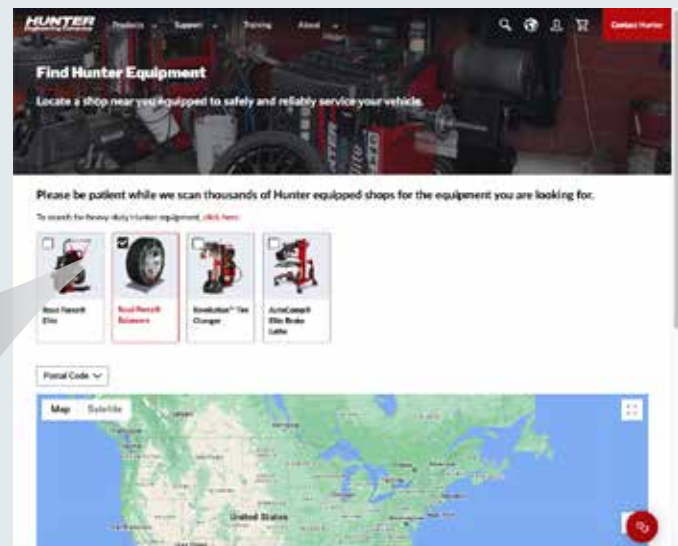 HUNTER
Engineering Company
Products
Support
Training
About
Contact Hunter
Find Hunter Equipment
Locate a shop near you equipped to safely and reliably service your vehicle.
Please be patient while we scan thousands of Hunter equipped shops for the equipment you are looking for.
To search for heavy-duty Hunter equipment, click here.
Road Force®
Elite
Road Force®
Balancers
Revolution™ Tire
Changer
AutoComp®
Elite Brake
Lathe
Postal Code
Map
Satellite
United States